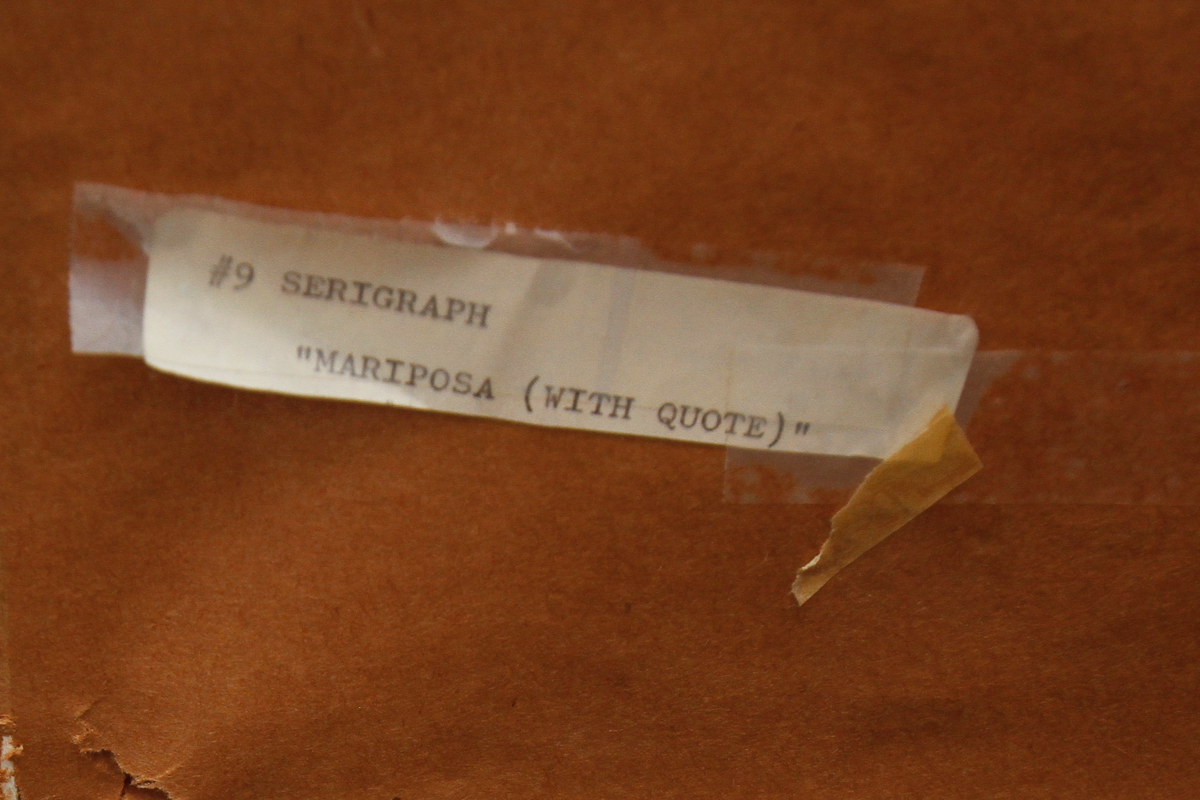 #9 SERIGRAPH
"MARIPOSA (WITH QUOTE)"